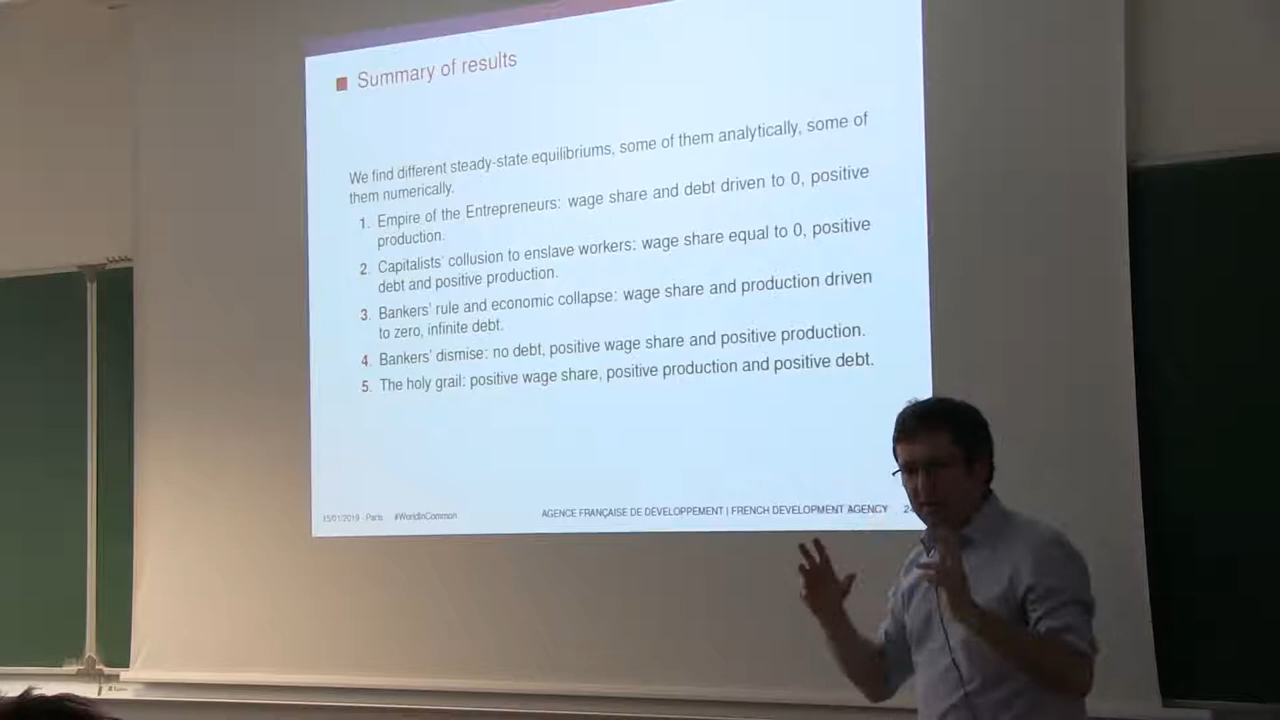 Summary of results
We find different steady-state equilibriums, some of them analytically, some of
them numerically.
1. Empire of the Entrepreneurs: wage share and debt driven to 0, positive
production.
2. Capitalists' collusion to enslave workers: wage share equal to 0, positive
debt and positive production.
3. Bankers' rule and economic collapse: wage share and production driven
to zero, infinite debt.
4. Bankers' dismise: no debt, positive wage share and positive production.
5. The holy grail: positive wage share, positive production and positive debt.
15/01/2019 - Paris #WorldInCommon AGENCE FRANÇAISE DE DÉVELOPPEMENT | FRENCH DEVELOPMENT AGENCY